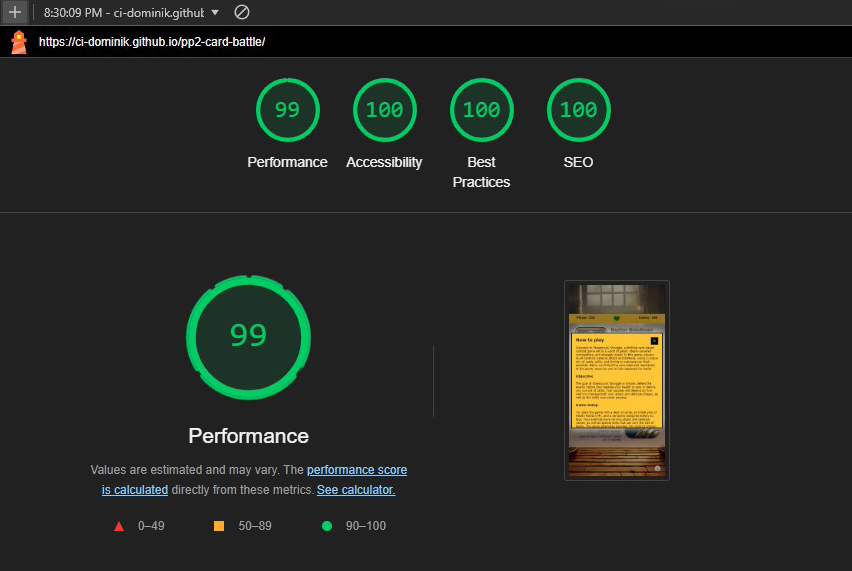 8:30:09 PM - ci-dominik.githut
https://ci-dominik.github.io/pp2-card-battle/
99 100 100 100
Performance Accessibility Best Practices SEO
99
How to play
Performance
Values are estimated and may vary. The performance score
is calculated directly from these metrics. See calculator.
0–49 50–89 90–100